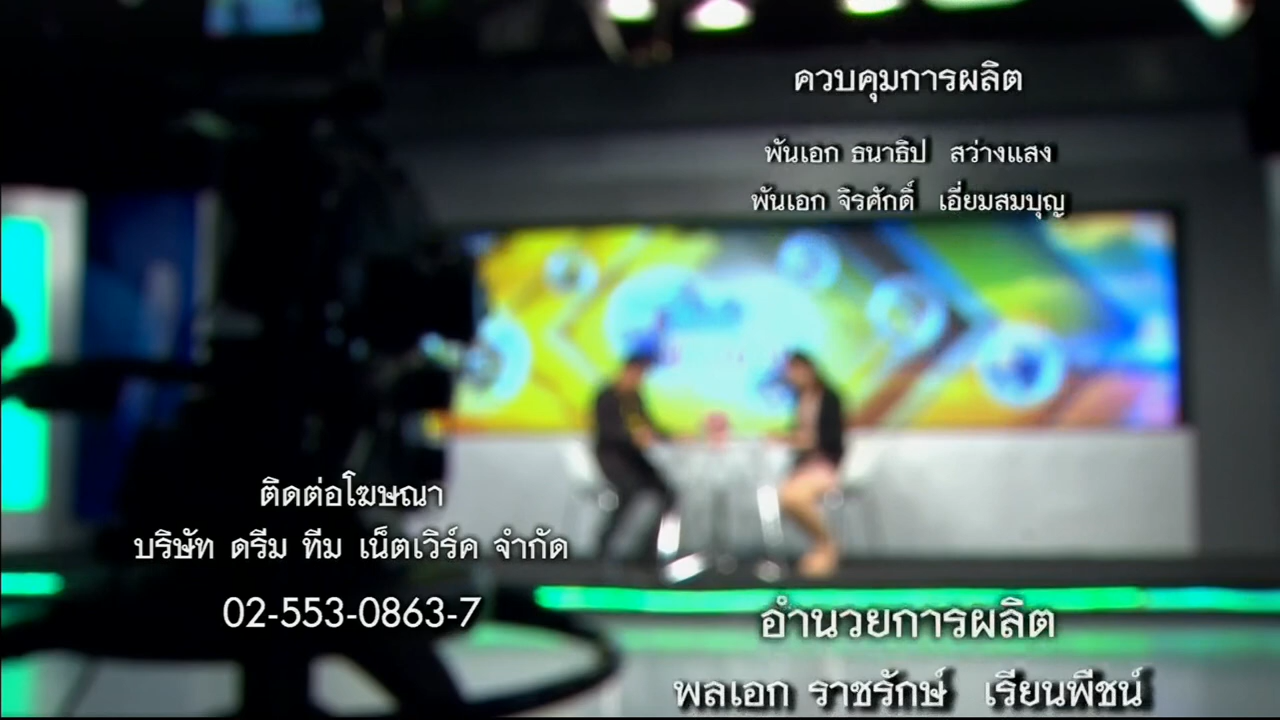 ควบคุมการผลิต
พันเอก ธนาธิป สว่างแสง
พันเอก จิรศักดิ์ เอี่ยมสมบุญ
ติดต่อโฆษณา
บริษัท ดรีม ทีม เน็ตเวิร์ค จำกัด
02-553-0863-7
อำนวยการผลิต
พลเอก ราชรักษ์ เรียนพืชน์